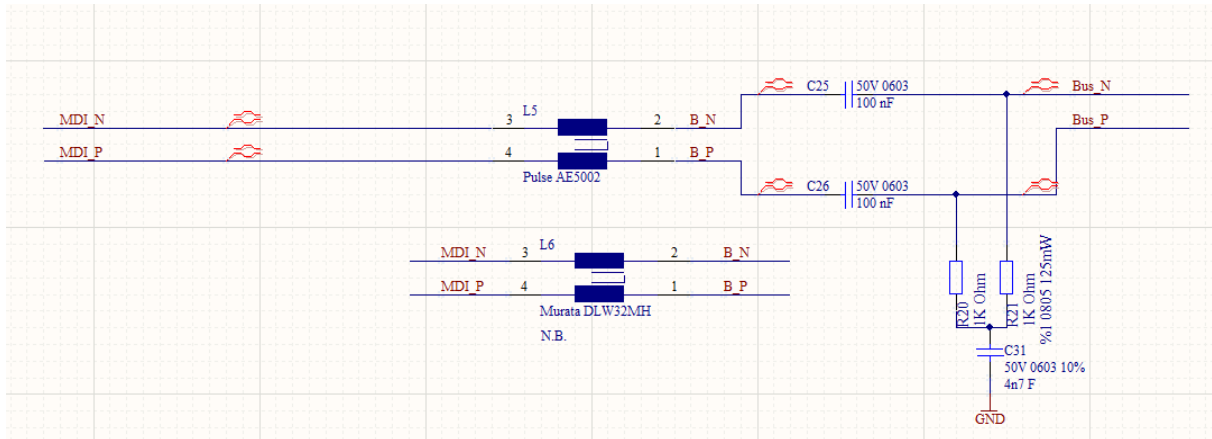 C25
50V 0603
100 nF
Bus_N
MDI_N
3
L5
2
B_N
Bus_P
MDI_P
4
1
B_P
Pulse AE5002
C26
50V 0603
100 nF
MDI_N
3
L6
2
B_N
MDI_P
4
1
B_P
Murata DLW32MH
N.B.
R20
1K Ohm
R21
1K Ohm
%1 0805 125mW
C31
50V 0603 10%
4n7 F
GND